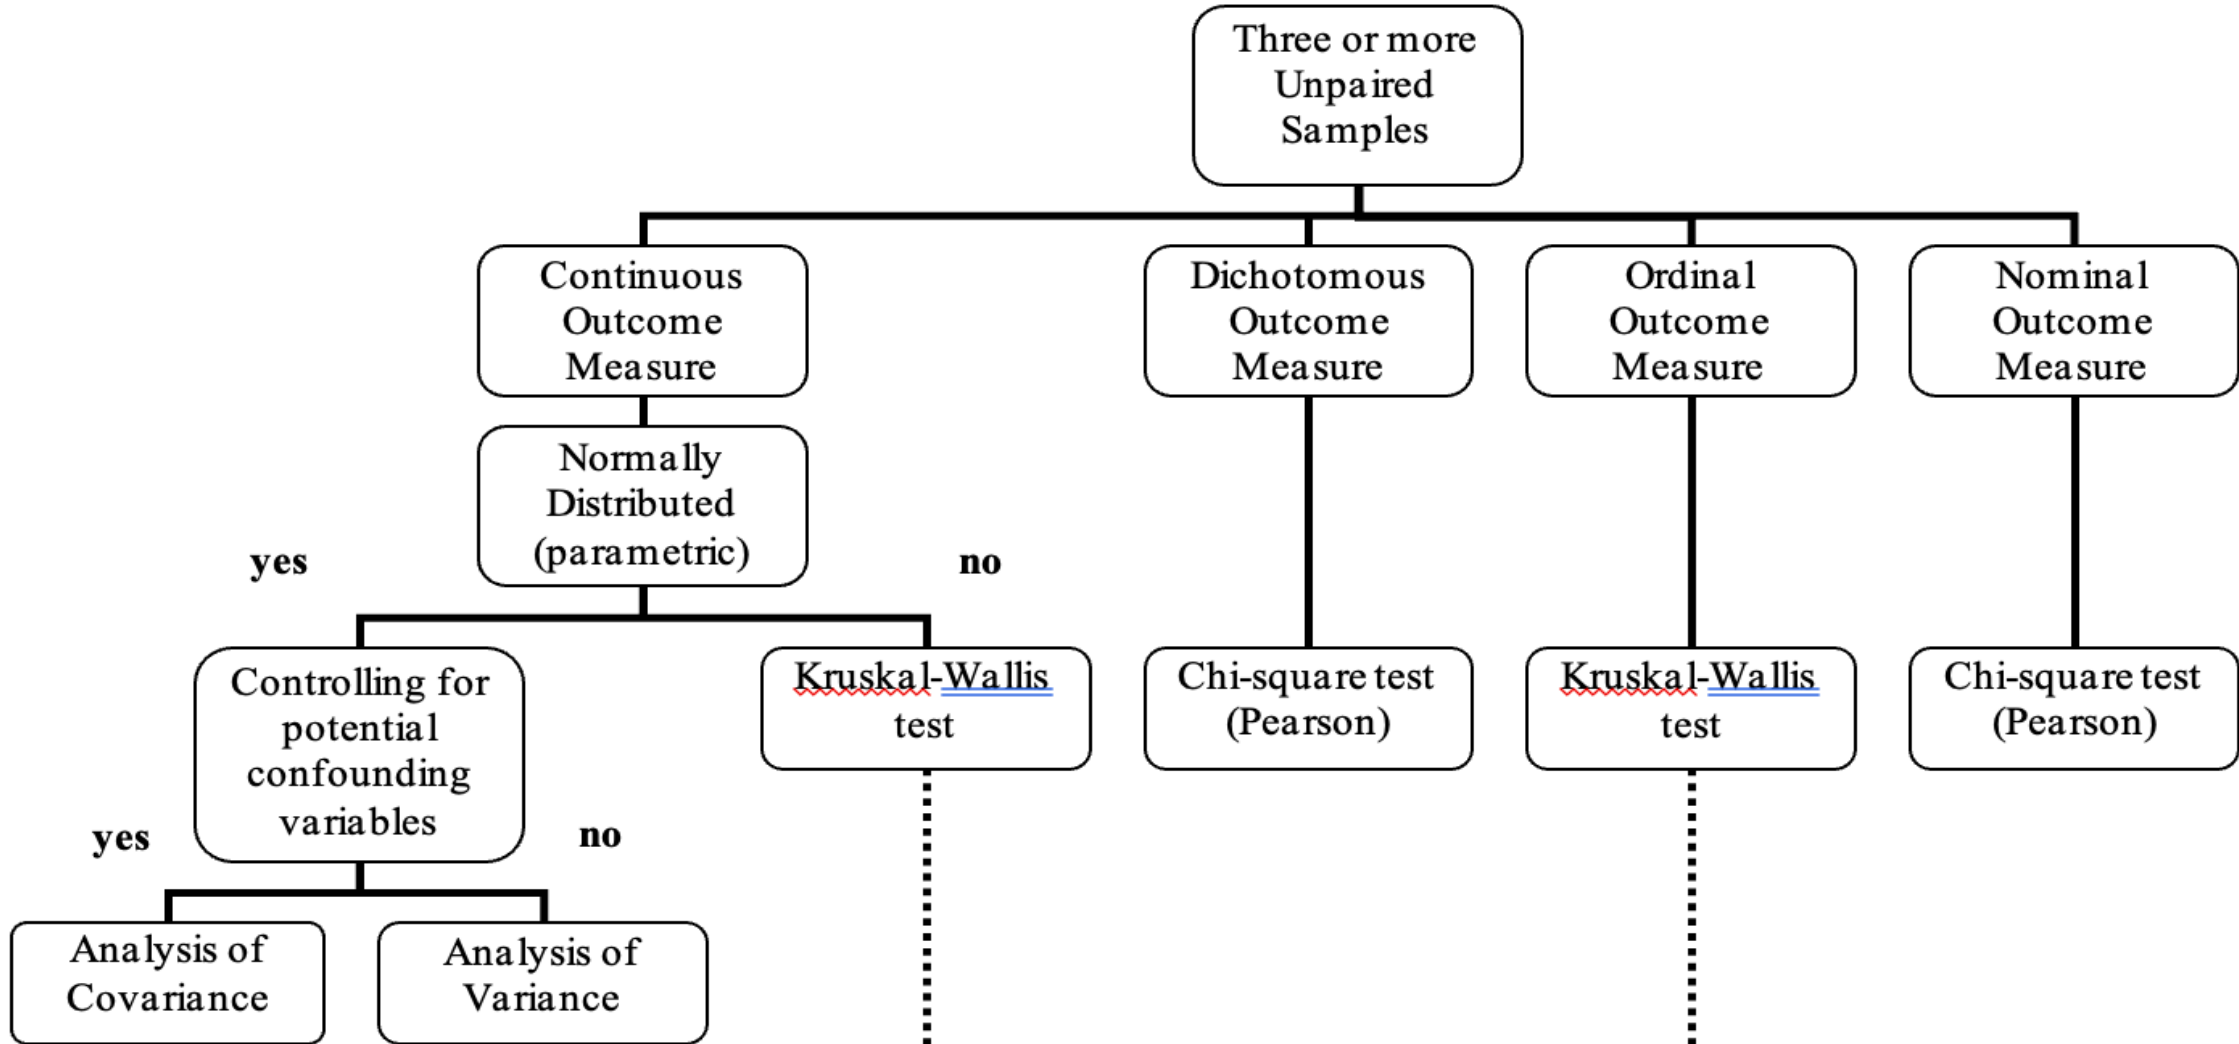 Three or more
Unpaired
Samples
Continuous
Outcome
Measure
Dichotomous
Outcome
Measure
Ordinal
Outcome
Measure
Nominal
Outcome
Measure
Normally
Distributed
(parametric)
yes
no
Controlling for
potential
confounding
variables
Kruskal-Wallis
test
Chi-square test
(Pearson)
Kruskal-Wallis
test
Chi-square test
(Pearson)
yes
no
Analysis of
Covariance
Analysis of
Variance